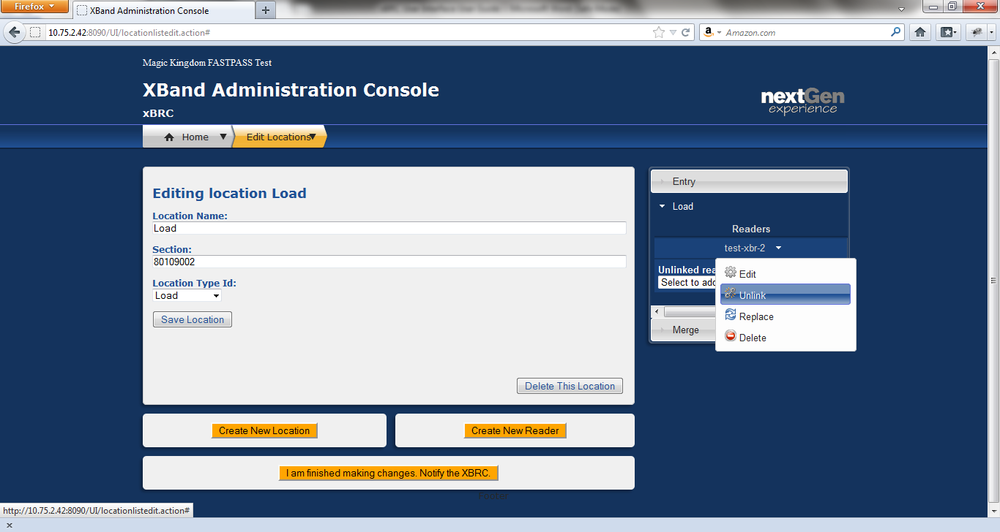 Firefox
XBand Administration Console
10.75.2.42:8090/UI/locationlistedit.action#
Amazon.com
Magic Kingdom FASTPASS Test
XBand Administration Console
xBRC
nextGen
experience
Home
Edit Locations
Editing location Load
Location Name:
Load
Section:
80109002
Location Type Id:
Load
Save Location
Delete This Location
Create New Location
Create New Reader
I am finished making changes. Notify the XBRC.
Footer
Entry
Load
Readers
test-xbr-2
Unlinked rea
Select to add
Merge
Edit
Unlink
Replace
Delete
http://10.75.2.42:8090/UI/locationlistedit.action#